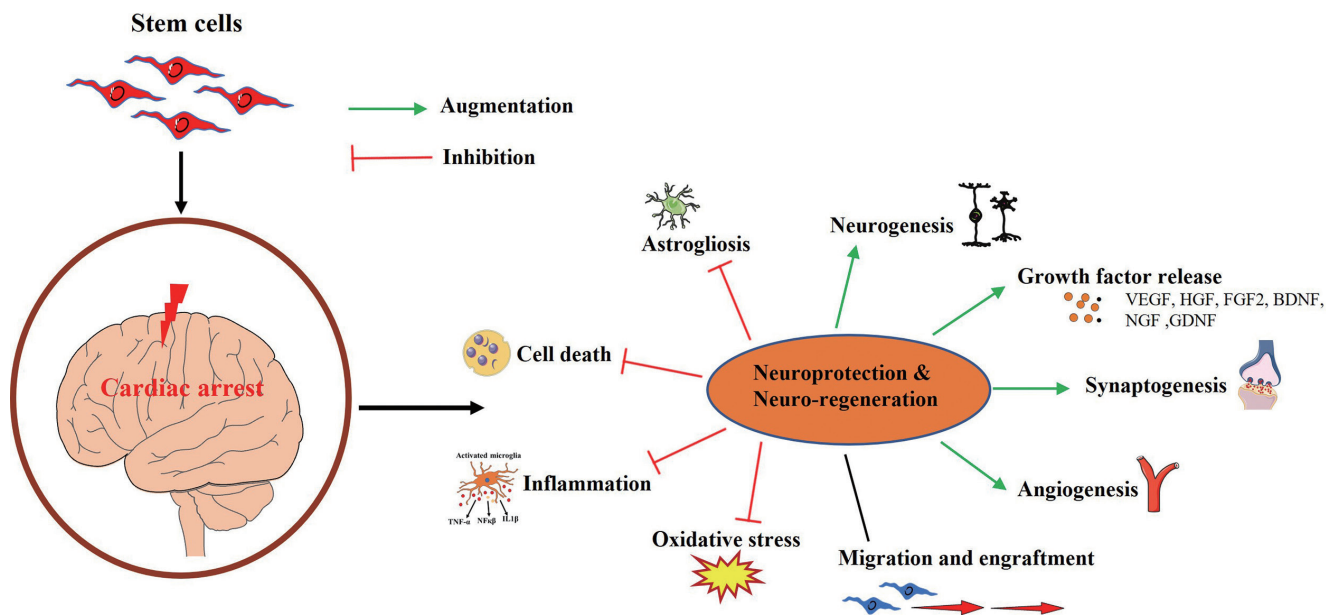 Stem cells
Augmentation
Inhibition
Cardiac arrest
Astrogliosis
Neurogenesis
Growth factor release
VEGF, HGF, FGF2, BDNF,
NGF ,GDNF
Cell death
Neuroprotection &
Neuro-regeneration
Synaptogenesis
Activated microglia
Inflammation
TNF-α NFκβ IL1β
Angiogenesis
Oxidative stress
Migration and engraftment